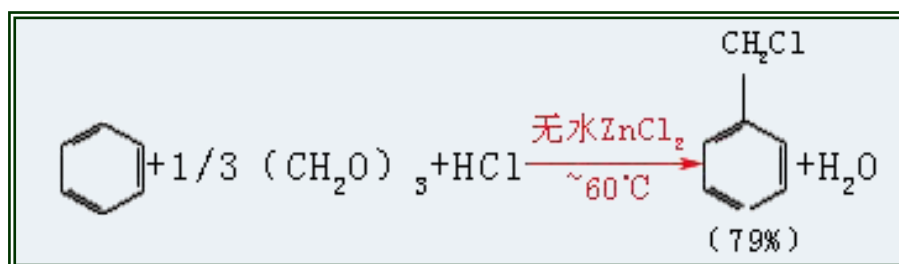 CH₂Cl
+1/3 (CH₂O)₃+HCl 无水ZnCl₂ ~60℃ +H₂O
(79%)